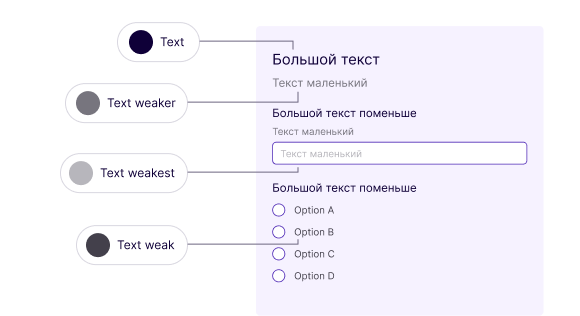 Text
Text weaker
Text weakest
Text weak
Большой текст
Текст маленький
Большой текст поменьше
Текст маленький
Текст маленький
Большой текст поменьше
Option A
Option B
Option C
Option D